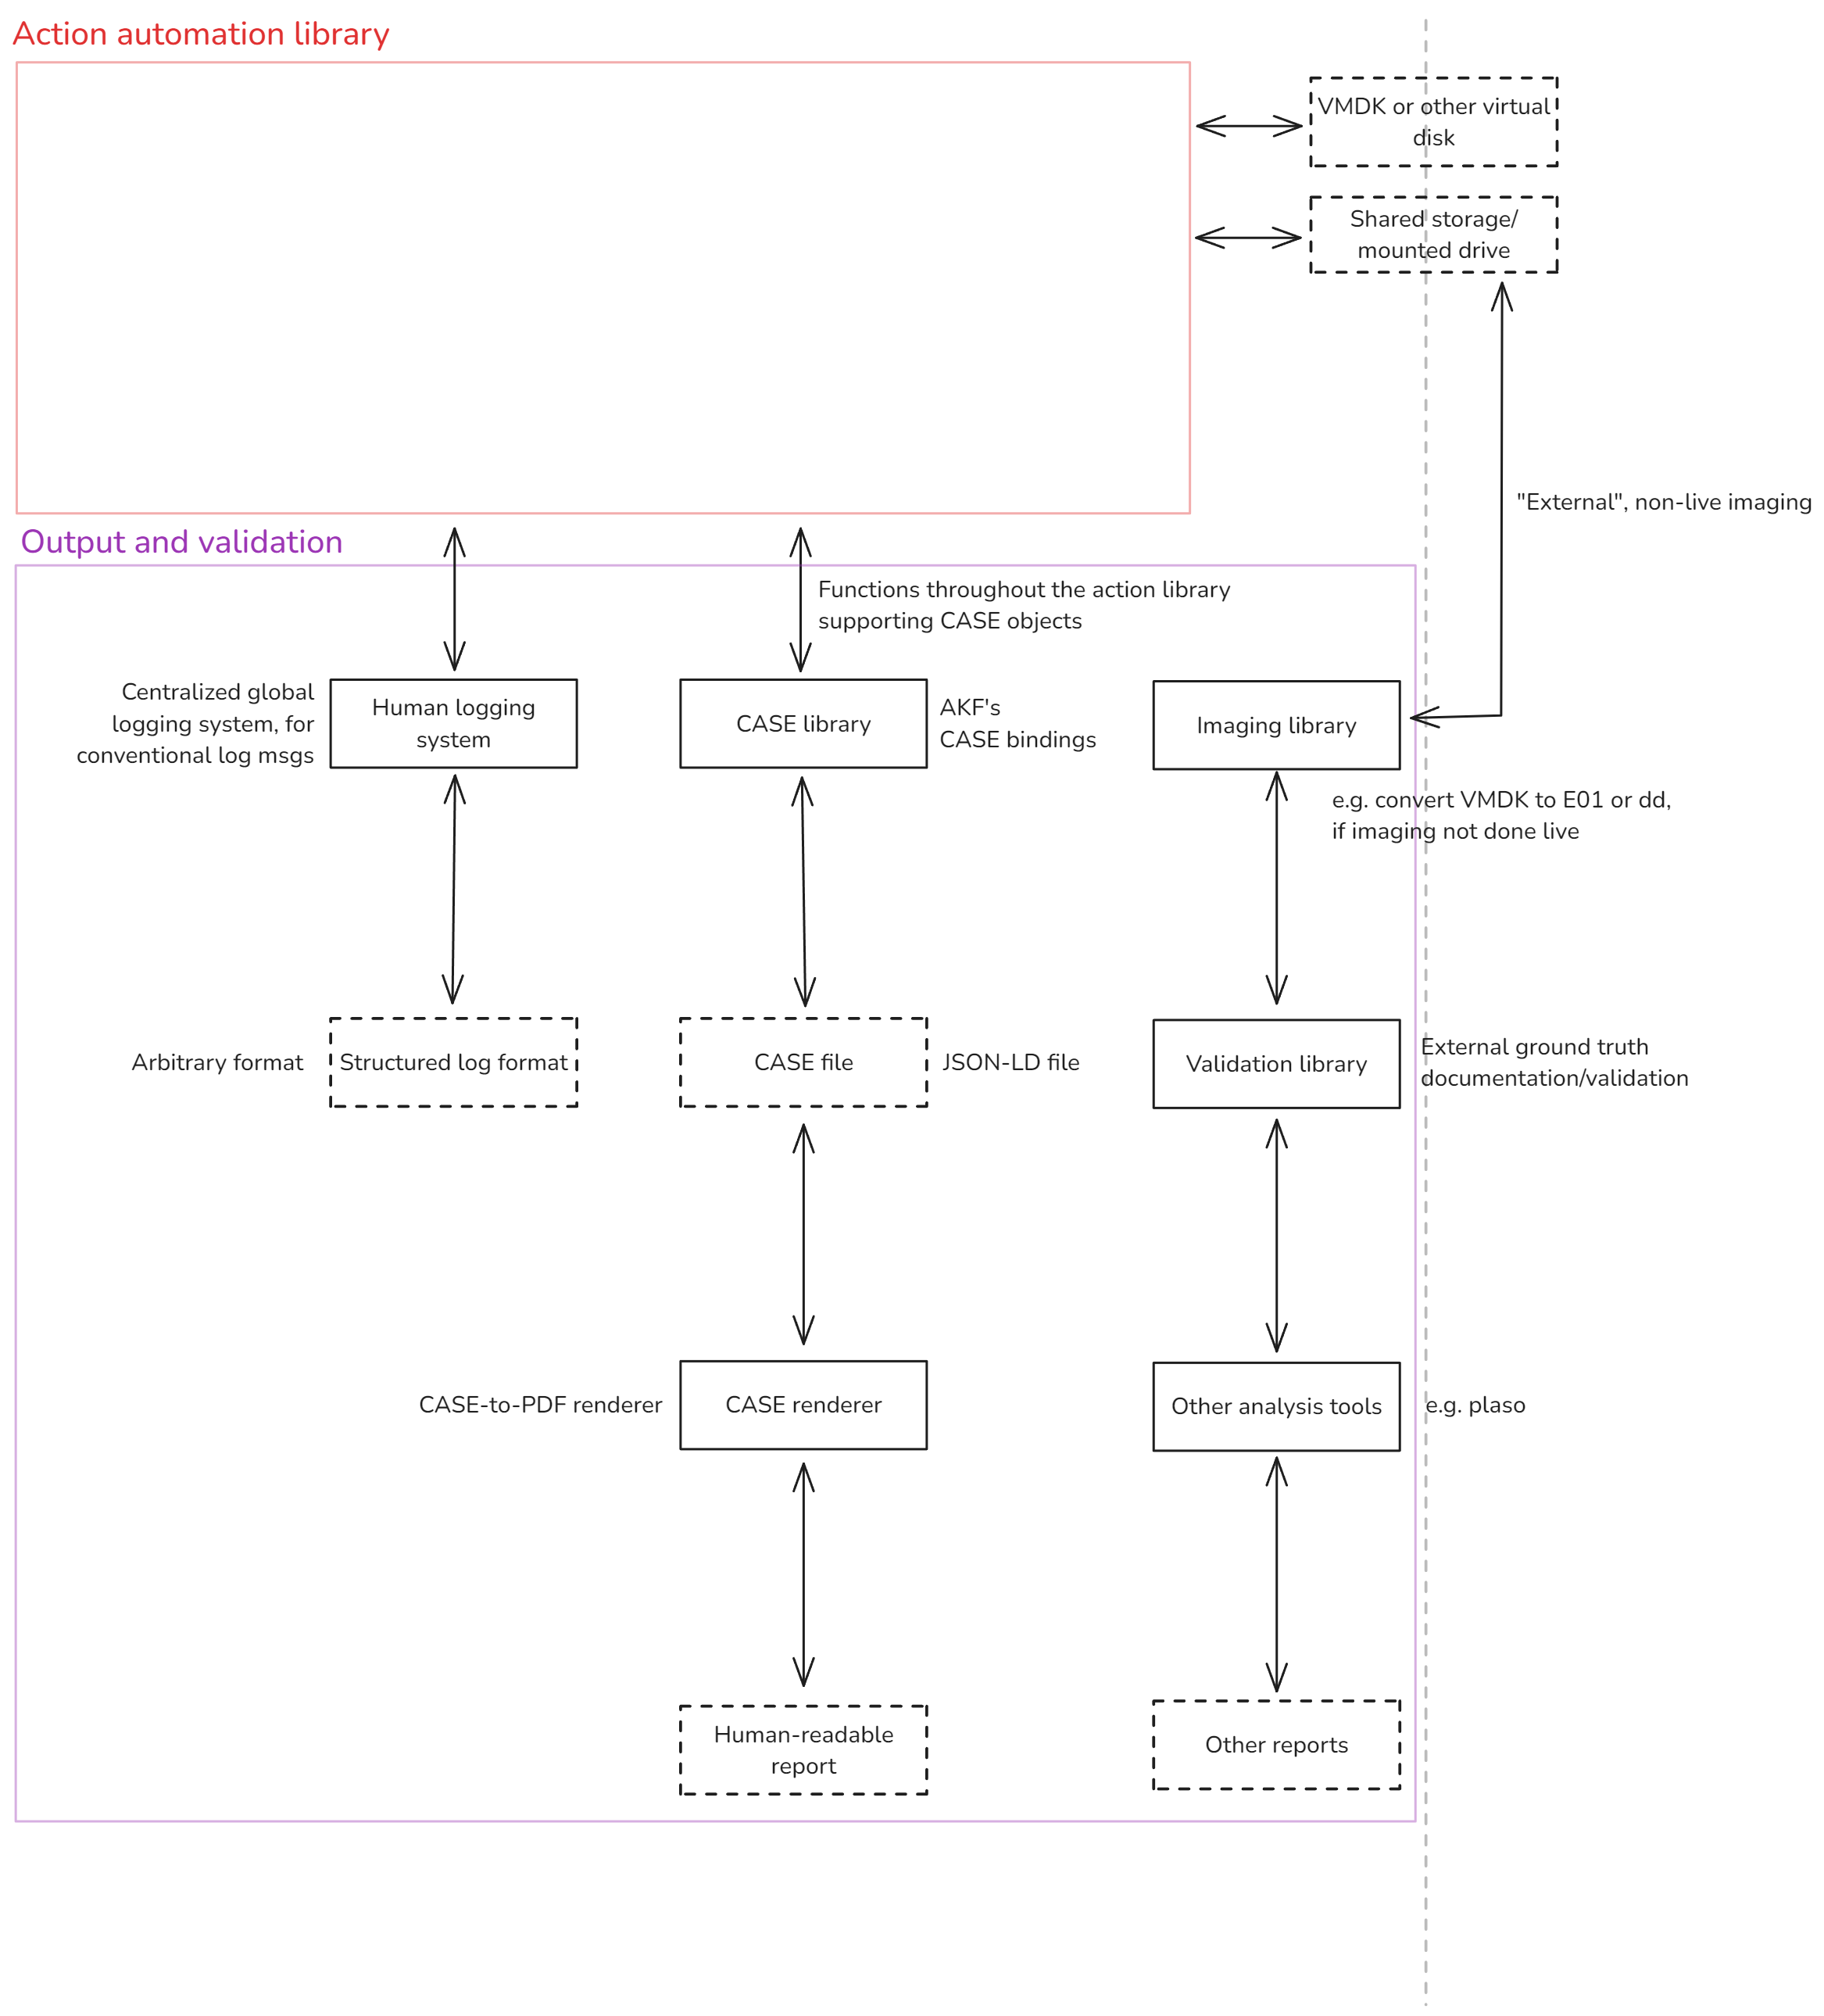 Action automation library
VMDK or other virtual
disk
Shared storage/
mounted drive
"External", non-live imaging
Output and validation
Functions throughout the action library
supporting CASE objects
Centralized global
logging system, for
conventional log msgs
Human logging
system
CASE library
AKF's
CASE bindings
Imaging library
e.g. convert VMDK to E01 or dd,
if imaging not done live
Arbitrary format
Structured log format
CASE file
JSON-LD file
Validation library
External ground truth
documentation/validation
CASE-to-PDF renderer
CASE renderer
Other analysis tools
e.g. plaso
Human-readable
report
Other reports